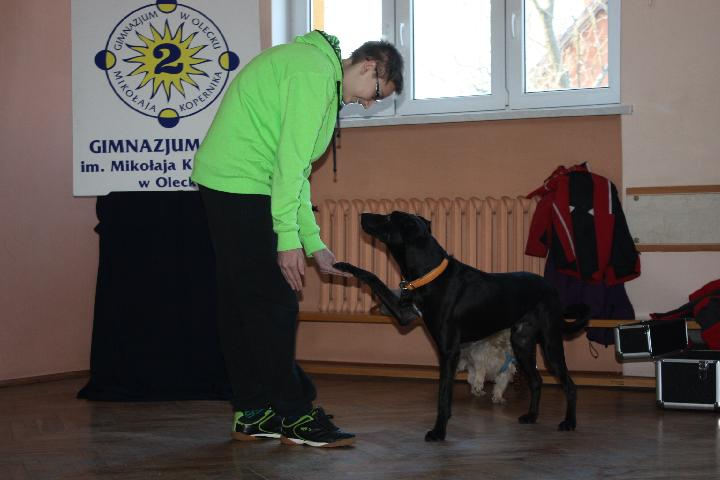 GIMNAZJUM W OLECKU
2
MIKOŁAJA KOPERNIKA
GIMNAZJUM
im. Mikołaja K
w Oleck